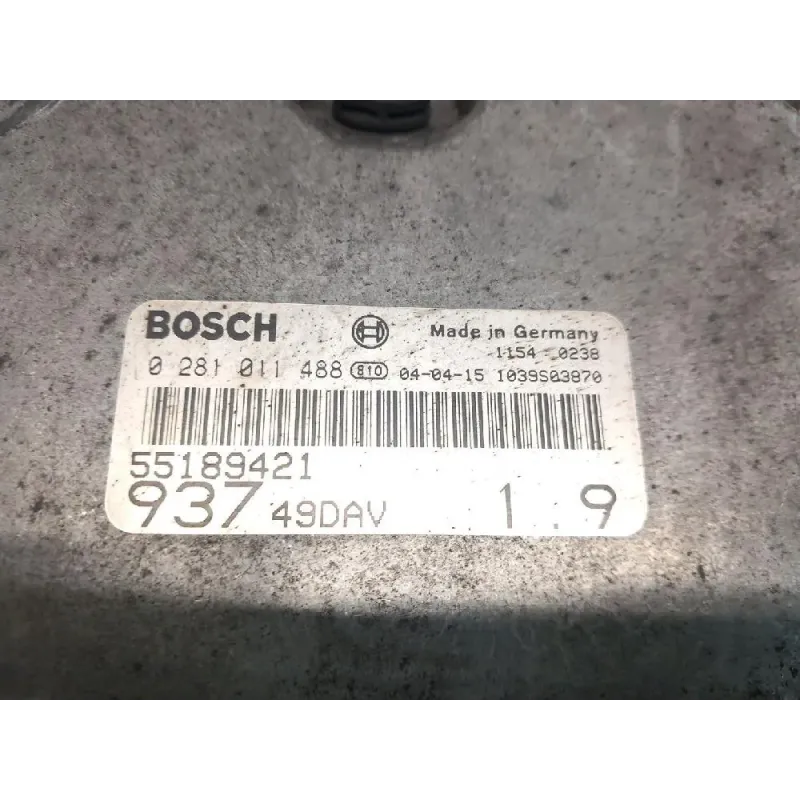 BOSCH Made in Germany
1154 0238
0 281 011 488 810 04-04-15 1039S03870
55189421
937 49DAV 1.9